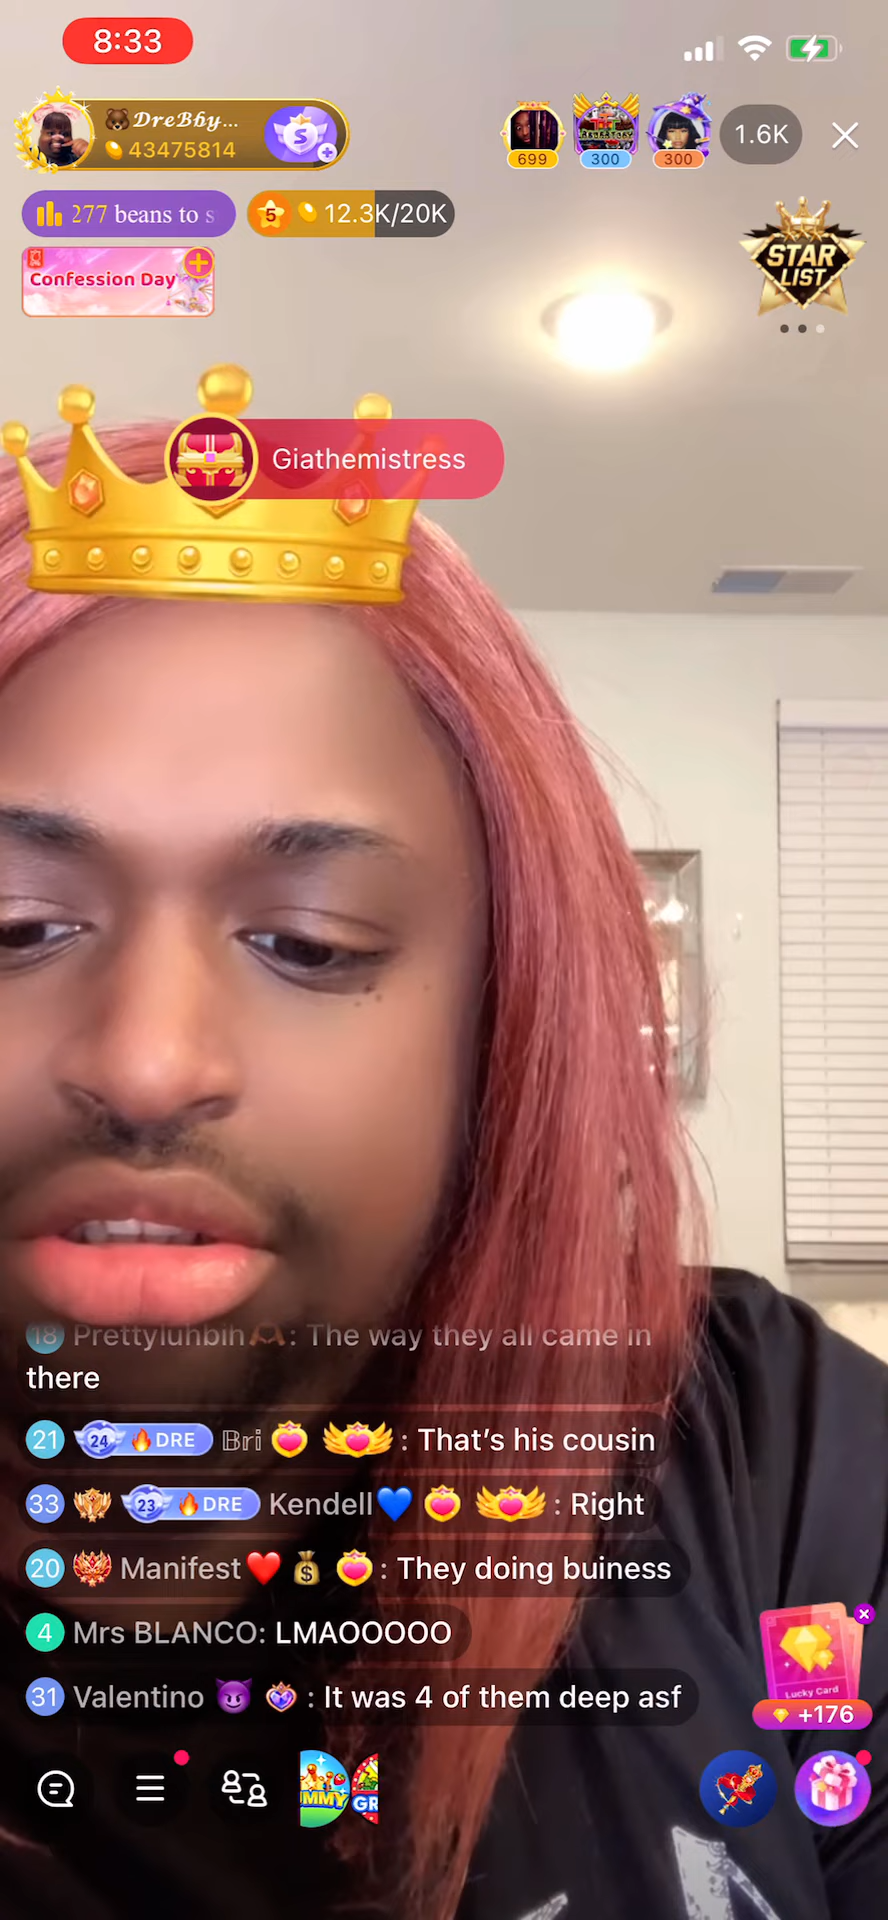 8:33
𝓓𝓻𝓮𝓑𝓫𝔂...
43475814
S
699
300
300
1.6K
277 beans to s
5
12.3K/20K
Confession Day
STAR
LIST
Giathemistress
18 Prettyluhbih: The way they all came in
there
21 24 🔥DRE 𝔹ri : That's his cousin
33 23 🔥DRE Kendell💙 : Right
20 Manifest❤️ 💰 : They doing buiness
4 Mrs BLANCO: LMAOOOOO
31 Valentino 😈 : It was 4 of them deep asf
Lucky Card
+176
MMY
GR